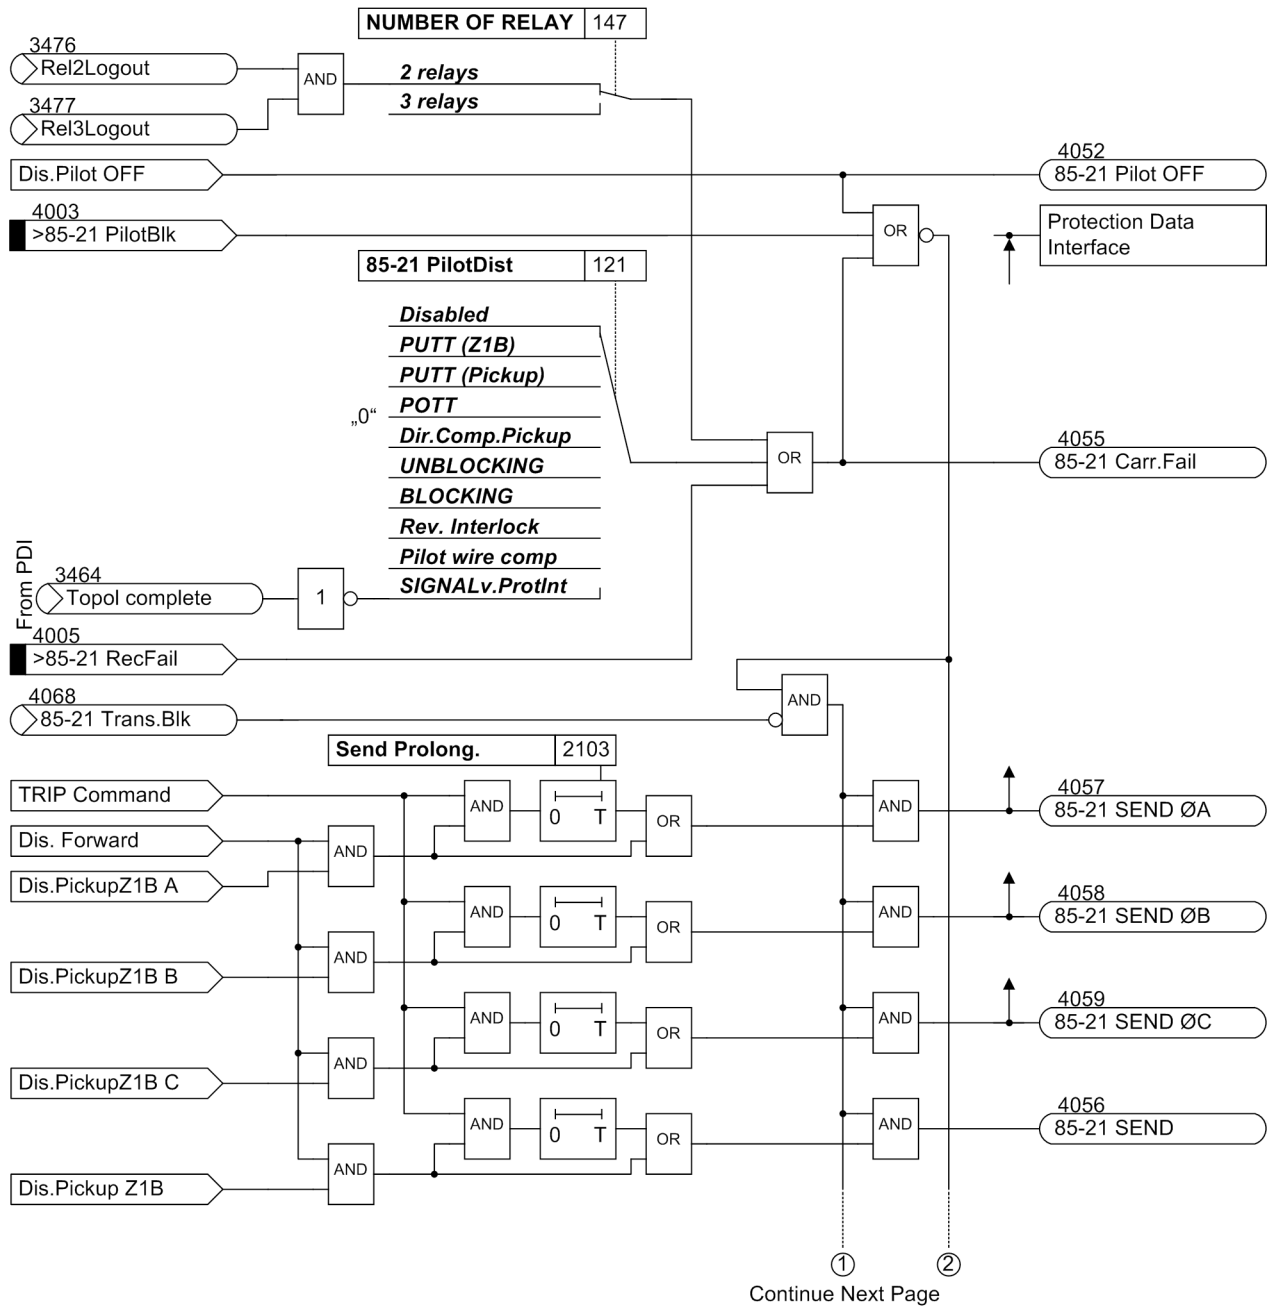 NUMBER OF RELAY 147
3476
Rel2Logout
AND
2 relays
3 relays
3477
Rel3Logout
Dis.Pilot OFF
4052
85-21 Pilot OFF
4003
>85-21 PilotBlk
OR
Protection Data
Interface
85-21 PilotDist 121
Disabled
PUTT (Z1B)
PUTT (Pickup)
POTT
„0“
Dir.Comp.Pickup
UNBLOCKING
BLOCKING
Rev. Interlock
Pilot wire comp
SIGNALv.ProtInt
OR
4055
85-21 Carr.Fail
From PDI
3464
Topol complete
1
4005
>85-21 RecFail
4068
85-21 Trans.Blk
AND
Send Prolong. 2103
TRIP Command
AND
0 T
OR
AND
4057
85-21 SEND ØA
Dis. Forward
AND
Dis.PickupZ1B A
AND
0 T
OR
AND
4058
85-21 SEND ØB
AND
Dis.PickupZ1B B
AND
0 T
OR
AND
4059
85-21 SEND ØC
AND
Dis.PickupZ1B C
AND
0 T
OR
AND
4056
85-21 SEND
AND
Dis.Pickup Z1B
1
2
Continue Next Page